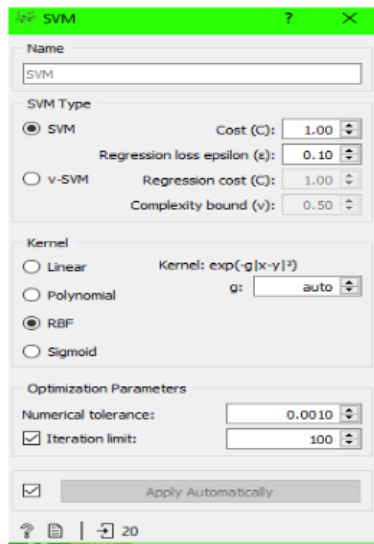 SVM ? ×
Name
SVM
SVM Type
SVM Cost (C): 1.00
Regression loss epsilon (ε): 0.10
v-SVM Regression cost (C): 1.00
Complexity bound (v): 0.50
Kernel
Linear Kernel: exp(-g|x-y|²)
Polynomial g: auto
RBF
Sigmoid
Optimization Parameters
Numerical tolerance: 0.0010
Iteration limit: 100
Apply Automatically
? | 20